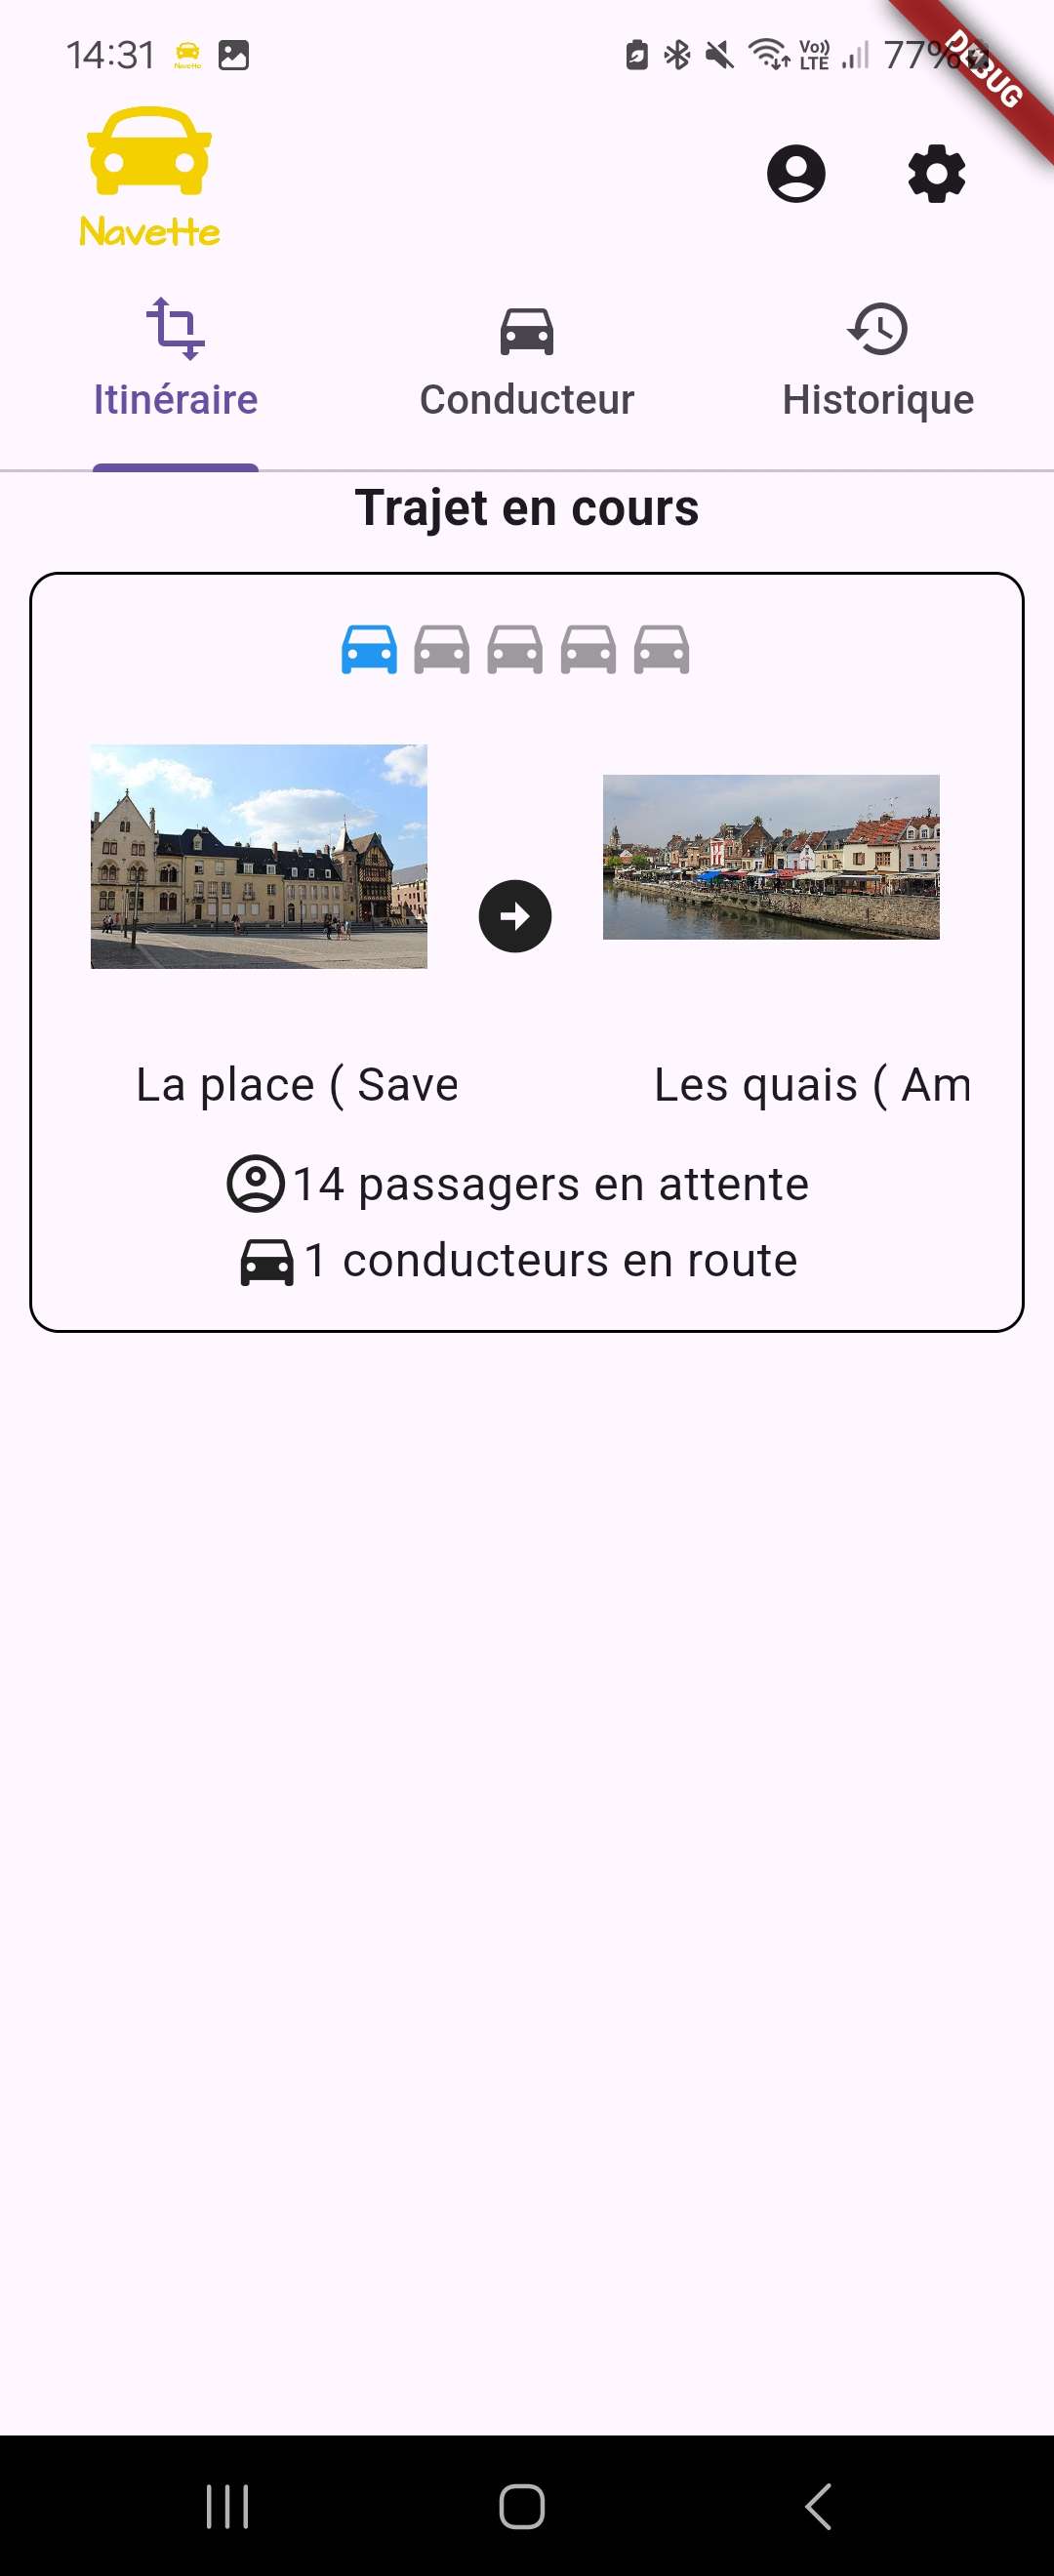 14:31 Navette Vo)) LTE 77%
DEBUG
Navette
Itinéraire Conducteur Historique
Trajet en cours
La place ( Save Les quais ( Am
14 passagers en attente
1 conducteurs en route